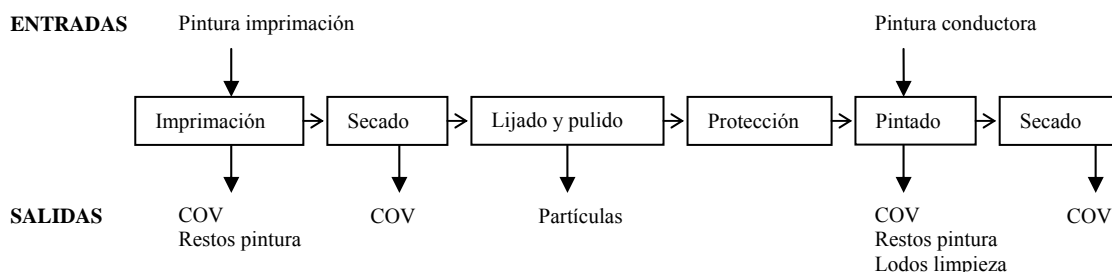 ENTRADAS Pintura imprimación Pintura conductora
Imprimación Secado Lijado y pulido Protección Pintado Secado
SALIDAS COV COV Partículas COV COV
Restos pintura Restos pintura
Lodos limpieza